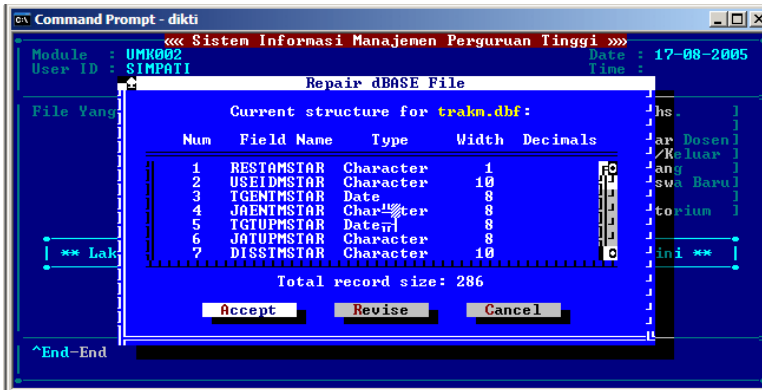 Command Prompt - dikti
««« Sistem Informasi Manajemen Perguruan Tinggi »»»
Module : UMK002 Date : 17-08-2005
User ID : SIMPATI Time :
Repair dBASE File
File Yang hs. ]
Current structure for trakm.dbf:
]
Num Field Name Type Width Decimals ar Dosen]
/Keluar ]
1 RESTAMSTAR Character 1 ang ]
2 USEIDMSTAR Character 10 swa Baru]
3 TGENTMSTAR Date 8 ]
4 JAENTMSTAR Character 8 torium ]
5 TGTUPMSTAR Date 8
6 JATUPMSTAR Character 8
7 DISSTMSTAR Character 10
** Lak ini **
Total record size: 286
Accept Revise Cancel
^End-End